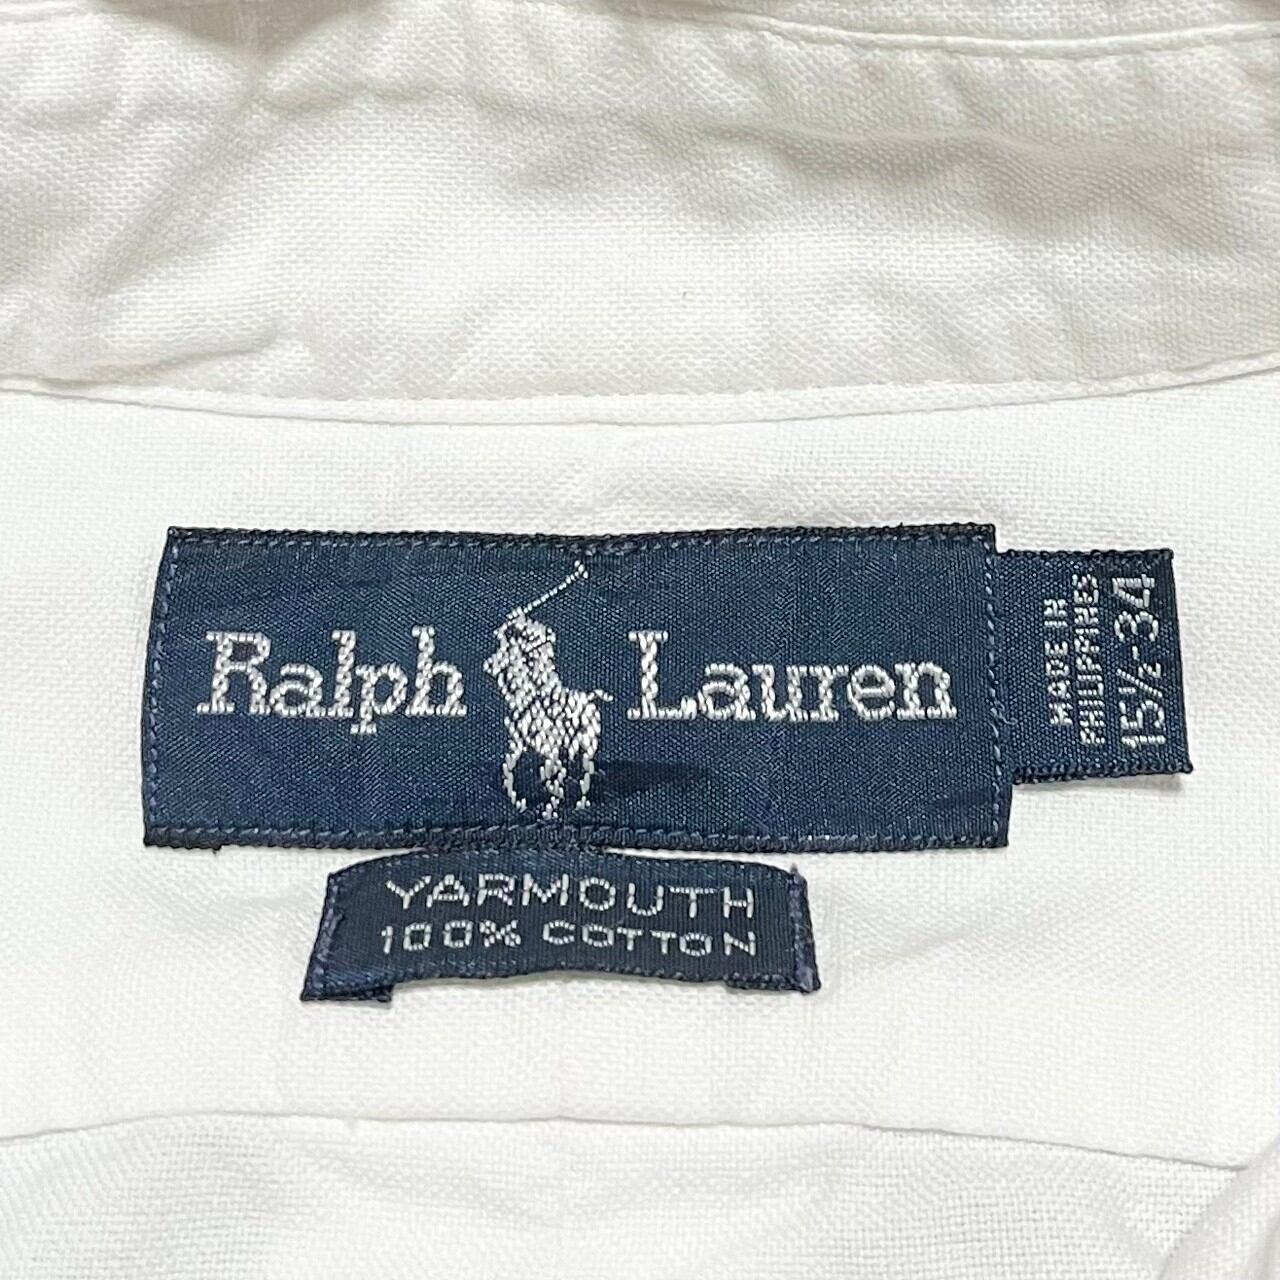 Ralph Lauren
MADE IN
PHILIPPINES
15½-34
YARMOUTH
100% COTTON